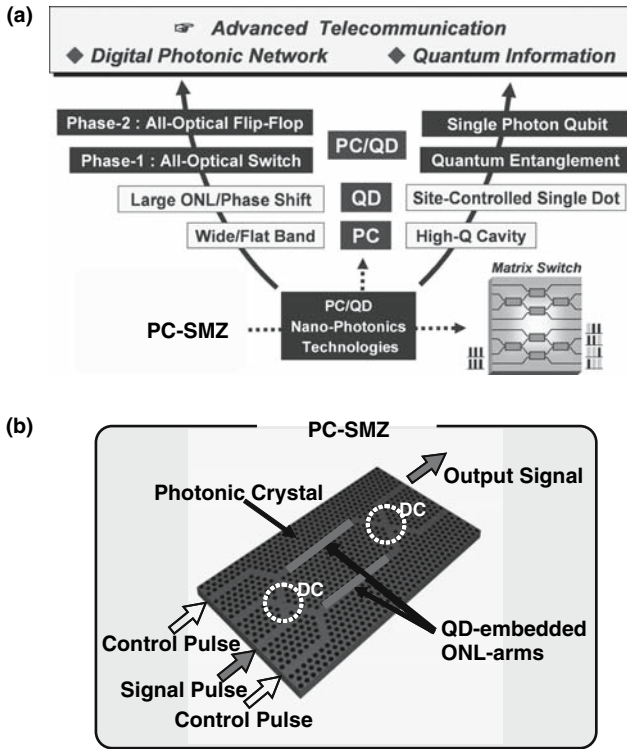 (a)
☞ Advanced Telecommunication
◆ Digital Photonic Network ◆ Quantum Information
Phase-2 : All-Optical Flip-Flop
Single Photon Qubit
PC/QD
Phase-1 : All-Optical Switch
Quantum Entanglement
Large ONL/Phase Shift
QD
Site-Controlled Single Dot
Wide/Flat Band
PC
High-Q Cavity
Matrix Switch
PC-SMZ
PC/QD
Nano-Photonics
Technologies
(b)
PC-SMZ
Output Signal
Photonic Crystal
DC
DC
Control Pulse
QD-embedded
ONL-arms
Signal Pulse
Control Pulse